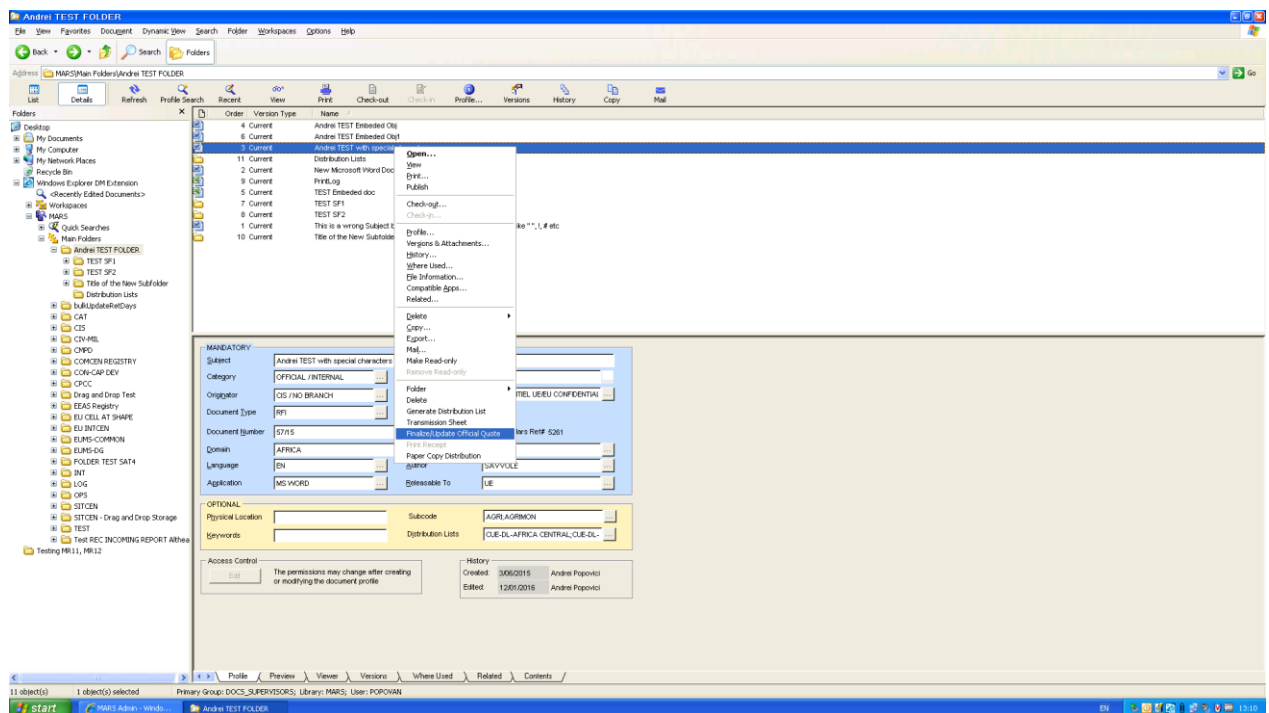 Andrei TEST FOLDER
File View Favorites Document Dynamic View Search Folder Workspaces Options Help
Back Search Folders
Address MARS\Main Folders\Andrei TEST FOLDER Go
List Details Refresh Profile Search Recent View Print Check-out Check-in Profile... Versions History Copy Mail
Folders
Desktop
My Documents
My Computer
My Network Places
Recycle Bin
Windows Explorer DM Extension
<Recently Edited Documents>
Workspaces
MARS
Quick Searches
Main Folders
Andrei TEST FOLDER
TEST SF1
TEST SF2
Title of the New Subfolder
Distribution Lists
bulkUpdateRetDays
CAT
CIS
CIV-MIL
CMPD
COMCEN REGISTRY
CON-CAP DEV
CPCC
Drag and Drop Test
EEAS Registry
EU CELL AT SHAPE
EU INTCEN
EUMS-COMMON
EUMS-DG
FOLDER TEST SAT4
INT
LOG
OPS
SITCEN
SITCEN - Drag and Drop Storage
TEST
Test REC INCOMING REPORT Althea
Testing MR11, MR12
Order Version Type Name
4 Current Andrei TEST Embeded Obj
6 Current Andrei TEST Embeded Obj1
3 Current Andrei TEST with special
11 Current Distribution Lists
2 Current New Microsoft Word Doc
9 Current PrintLog
5 Current TEST Embeded doc
7 Current TEST SF1
8 Current TEST SF2
1 Current This is a wrong Subject ike " ", !, # etc
10 Current Title of the New Subfolde
Open...
View
Print...
Publish
Check-out...
Check-in...
Profile...
Versions & Attachments...
History...
Where Used...
File Information...
Compatible Apps...
Related...
Delete
Copy...
Export...
Mail...
Make Read-only
Remove Read-only
Folder
Delete
Generate Distribution List
Transmission Sheet
Finalize/Update Official Quote
Print Receipt
Paper Copy Distribution
MANDATORY
Subject Andrei TEST with special characters
Category OFFICIAL / INTERNAL ...
Originator CIS / NO BRANCH ... TIEL UE/EU CONFIDENTIAL ...
Document Type RFI ...
Document Number 57/15 Mars Ref# 5261
Domain AFRICA ...
Language EN ... Author SAVVOLE ...
Application MS WORD ... Releasable To UE ...
OPTIONAL
Physical Location Subcode AGRI,AGRIMON ...
Keywords Distribution Lists CUE-DL-AFRICA CENTRAL;CUE-DL- ...
Access Control
Edit The permissions may change after creating
or modifying the document profile
History
Created: 3/06/2015 Andrei Popovici
Edited: 12/01/2016 Andrei Popovici
Profile Preview Viewer Versions Where Used Related Contents
11 object(s) 1 object(s) selected Primary Group: DOCS_SUPERVISORS; Library: MARS; User: POPOVAN
start MARS Admin - Windo... Andrei TEST FOLDER EN 13:10